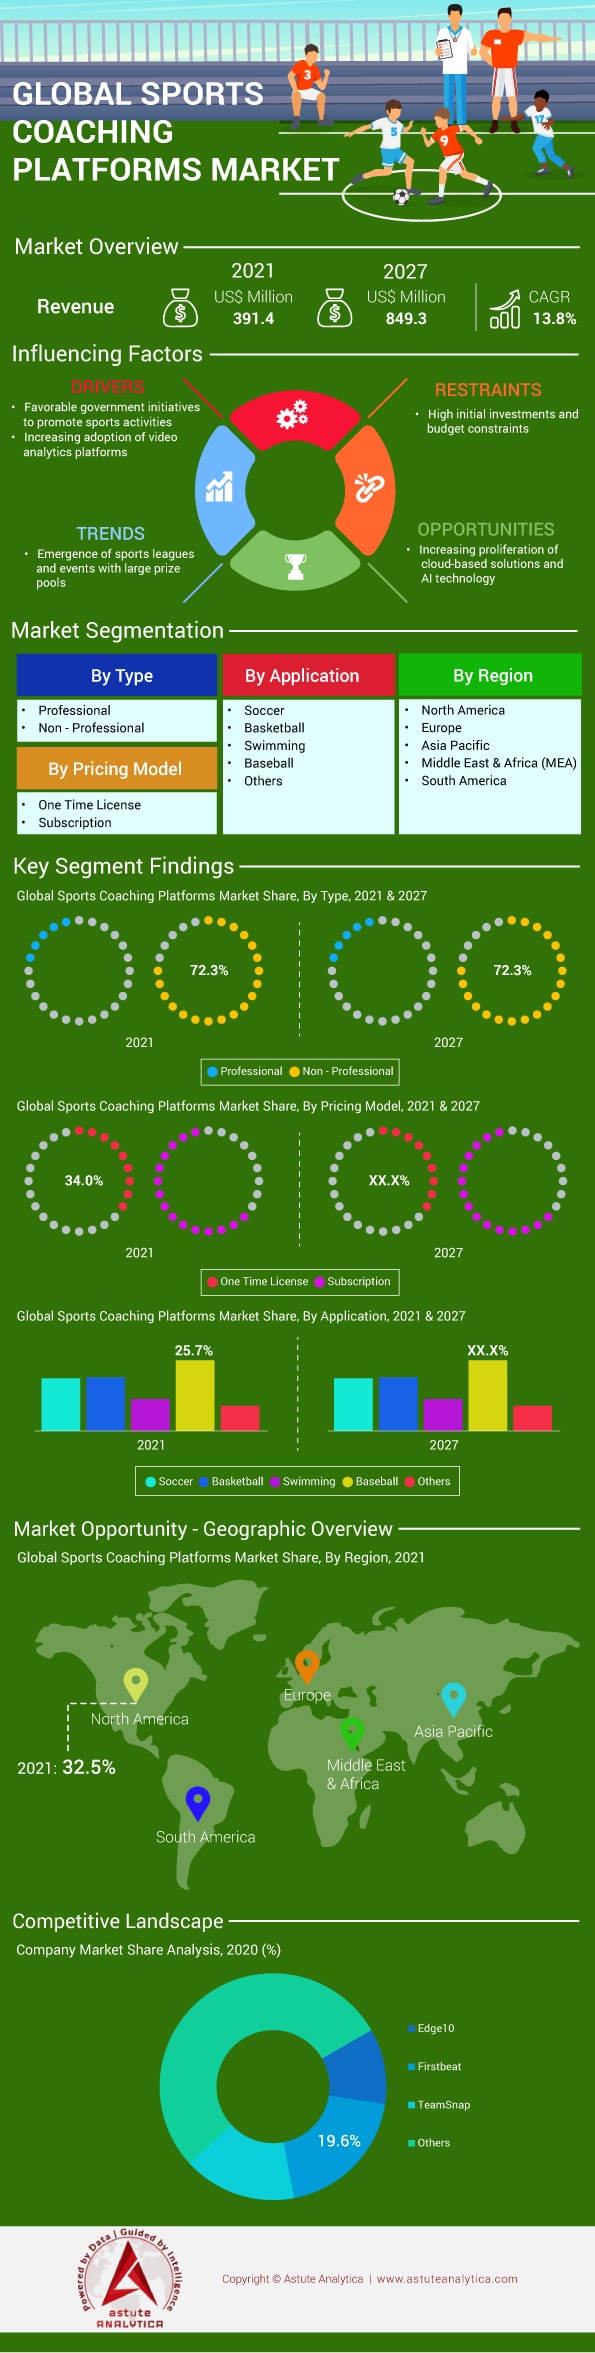 GLOBAL SPORTS
COACHING
PLATFORMS MARKET
3
5
9
17
Market Overview
2021
2027
Revenue
US$ Million
391.4
US$ Million
849.3
CAGR
13.8%
Influencing Factors
DRIVERS
• Favorable government initiatives
to promote sports activities
• Increasing adoption of video
analytics platforms
RESTRAINTS
• High initial investments and
budget constraints
TRENDS
• Emergence of sports leagues
and events with large prize
pools
OPPORTUNITIES
• Increasing proliferation of
cloud-based solutions and
AI technology
Market Segmentation
By Type
• Professional
• Non - Professional
By Pricing Model
• One Time License
• Subscription
By Application
• Soccer
• Basketball
• Swimming
• Baseball
• Others
By Region
• North America
• Europe
• Asia Pacific
• Middle East & Africa (MEA)
• South America
Key Segment Findings
Global Sports Coaching Platforms Market Share, By Type, 2021 & 2027
72.3%
72.3%
2021
2027
Professional Non - Professional
Global Sports Coaching Platforms Market Share, By Pricing Model, 2021 & 2027
34.0%
XX.X%
2021
2027
One Time License Subscription
Global Sports Coaching Platforms Market Share, By Application, 2021 & 2027
25.7%
XX.X%
2021
2027
Soccer Basketball Swimming Baseball Others
Market Opportunity - Geographic Overview
Global Sports Coaching Platforms Market Share, By Region, 2021
Europe
North America
Asia Pacific
2021: 32.5%
Middle East
& Africa
South America
Competitive Landscape
Company Market Share Analysis, 2020 (%)
Edge10
Firstbeat
TeamSnap
Others
19.6%
Powered by Data | Guided by Intelligence
astute
ANALYTICA
Copyright © Astute Analytica | www.astuteanalytica.com